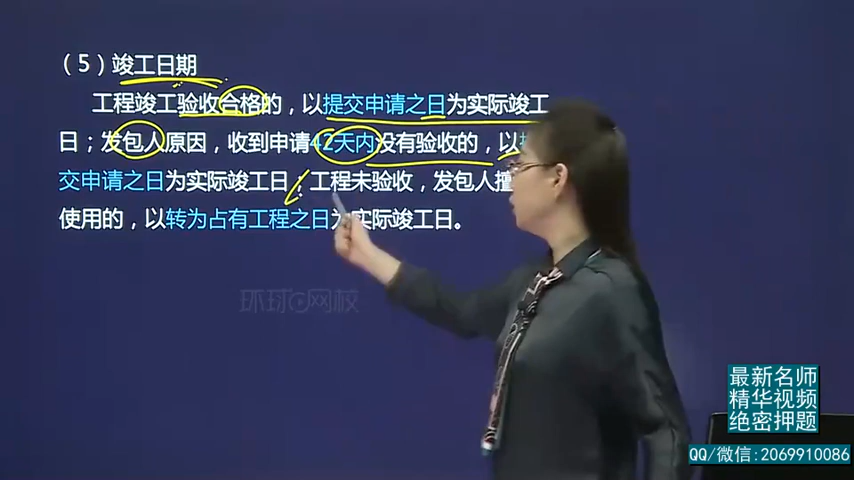 （5）竣工日期
工程竣工验收合格的，以提交申请之日为实际竣工
日；发包人原因，收到申请42天内没有验收的，以
交申请之日为实际竣工日；工程未验收，发包人擅
使用的，以转为占有工程之日为实际竣工日。
环球网校
最新名师
精华视频
绝密押题
QQ/微信:2069910086